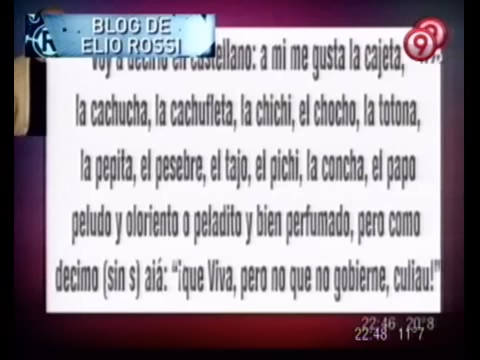 BLOG DE
ELIO ROSSI
9
voy a decirlo en castellano: a mi me gusta la cajeta,
la cachucha, la cachufleta, la chichi, el chocho, la totona,
la pepita, el pesebre, el tajo, el pichi, la concha, el papo
peludo y oloriento o peladito y bien perfumado, pero como
decimo (sin s) aiá: “¡que Viva, pero no que no gobierne, culiau!”
22:46 20°8
22:48 11°7